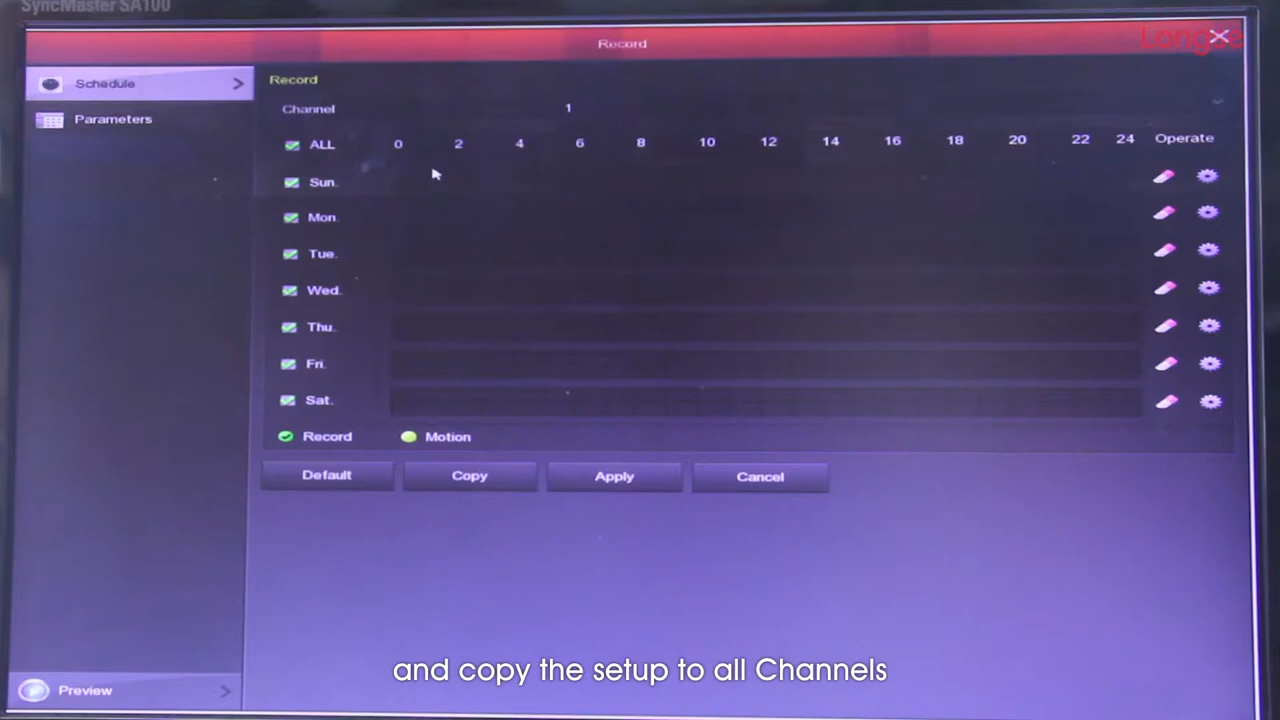 SyncMaster SA100
Record
Longse
Schedule
Parameters
Record
Channel 1
ALL 0 2 4 6 8 10 12 14 16 18 20 22 24 Operate
Sun.
Mon.
Tue.
Wed.
Thu.
Fri.
Sat.
Record Motion
Default Copy Apply Cancel
and copy the setup to all Channels
Preview